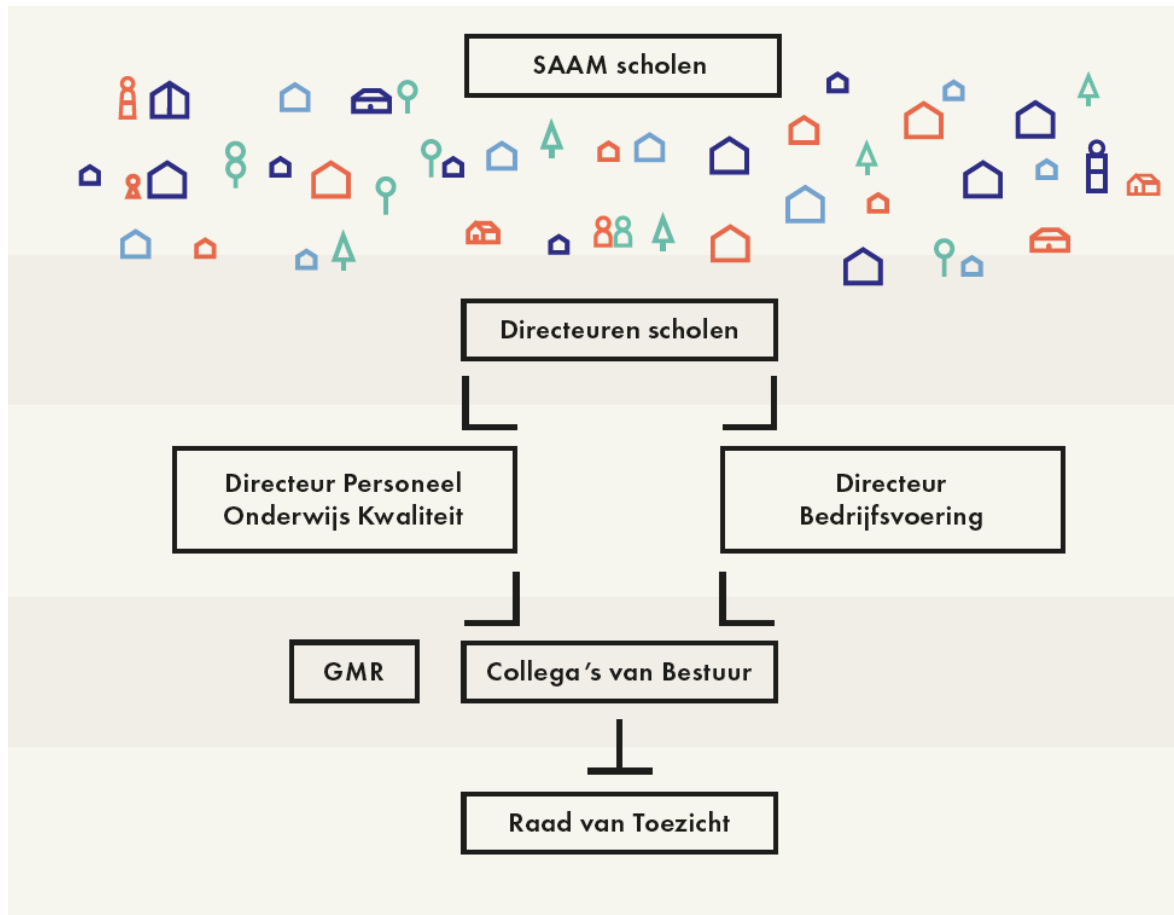 SAAM scholen
Directeuren scholen
Directeur Personeel
Onderwijs Kwaliteit
Directeur
Bedrijfsvoering
GMR
Collega's van Bestuur
Raad van Toezicht